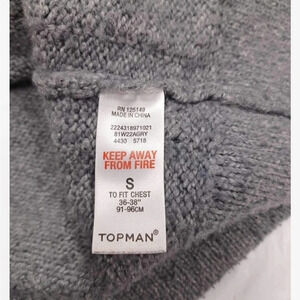 RN 125149
MADE IN CHINA
2224318971021
81W22AGRY
4430 5718
KEEP AWAY
FROM FIRE
S
TO FIT CHEST
36-38"
91-96CM
TOPMAN®